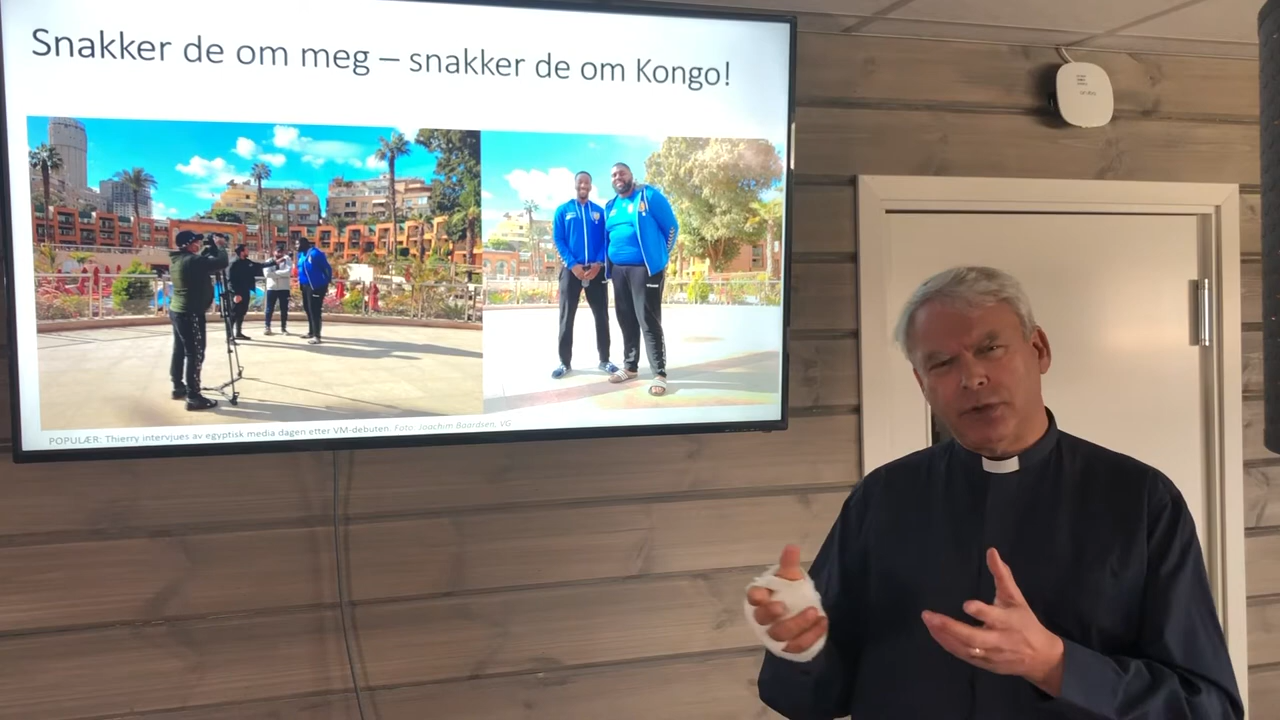 Snakker de om meg – snakker de om Kongo!
POPULÆR: Thierry intervjues av egyptisk media dagen etter VM-debuten. Foto: Joachim Baardsen, VG